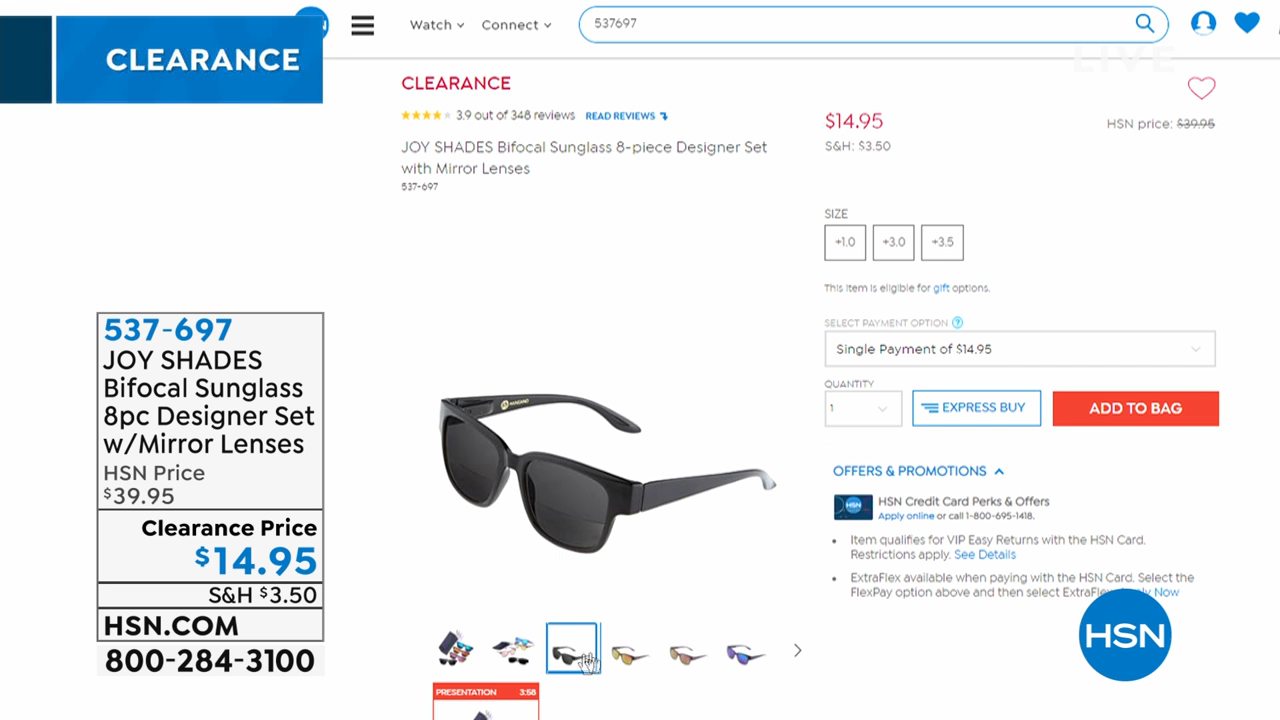 CLEARANCE
Watch
Connect
537697
LIVE
CLEARANCE
3.9 out of 348 reviews
READ REVIEWS
JOY SHADES Bifocal Sunglass 8-piece Designer Set
with Mirror Lenses
537-697
$14.95
HSN price: $39.95
S&H: $3.50
SIZE
+1.0
+3.0
+3.5
This item is eligible for gift options.
SELECT PAYMENT OPTION ?
Single Payment of $14.95
QUANTITY
1
EXPRESS BUY
ADD TO BAG
OFFERS & PROMOTIONS
HSN
HSN Credit Card Perks & Offers
Apply online or call 1-800-695-1418.
• Item qualifies for VIP Easy Returns with the HSN Card.
Restrictions apply. See Details
• ExtraFlex available when paying with the HSN Card. Select the
FlexPay option above and then select ExtraFlex. Now
HSN
537-697
JOY SHADES
Bifocal Sunglass
8pc Designer Set
w/Mirror Lenses
HSN Price
$39.95
Clearance Price
$14.95
S&H $3.50
HSN.COM
800-284-3100
PRESENTATION 3:58